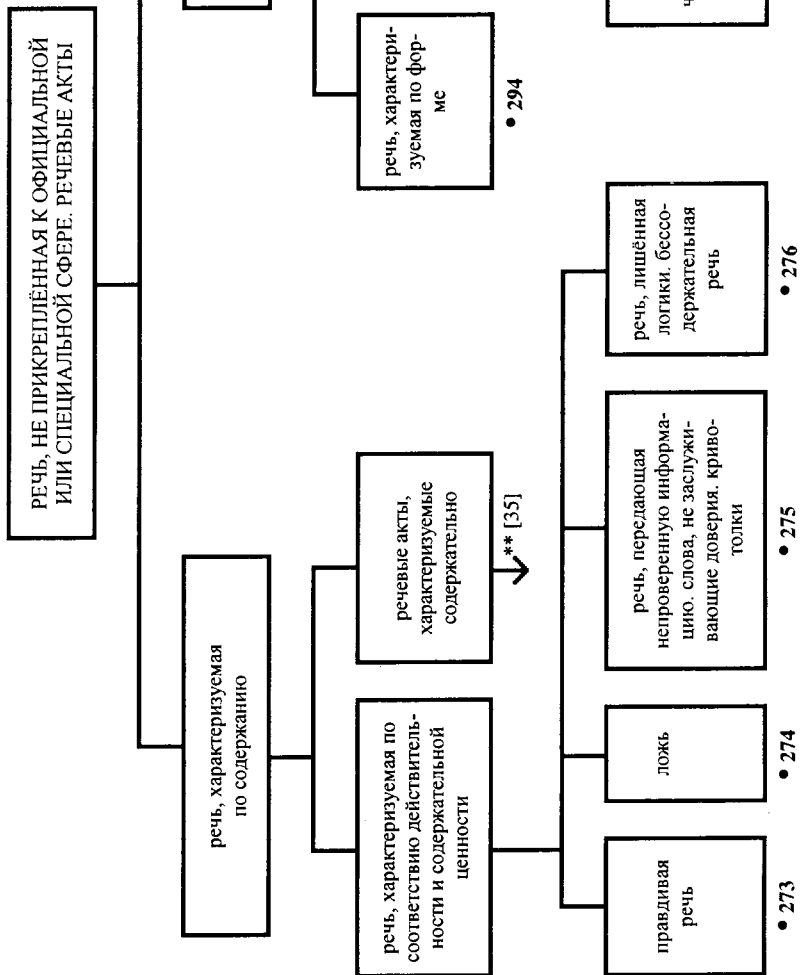 РЕЧЬ, НЕ ПРИКРЕПЛЁННАЯ К ОФИЦИАЛЬНОЙ
ИЛИ СПЕЦИАЛЬНОЙ СФЕРЕ. РЕЧЕВЫЕ АКТЫ
речь, характеризуемая
по содержанию
речь, характеризуемая по
соответствию действитель-
ности и содержательной
ценности
речевые акты,
характеризуемые
содержательно
** [35]
речь, характери-
зуемая по фор-
ме
• 294
правдивая
речь
• 273
ложь
• 274
речь, передающая
непроверенную информа-
цию. слова, не заслужи-
вающие доверия. криво-
толки
• 275
речь, лишённая
логики. бессо-
держательная
речь
• 276